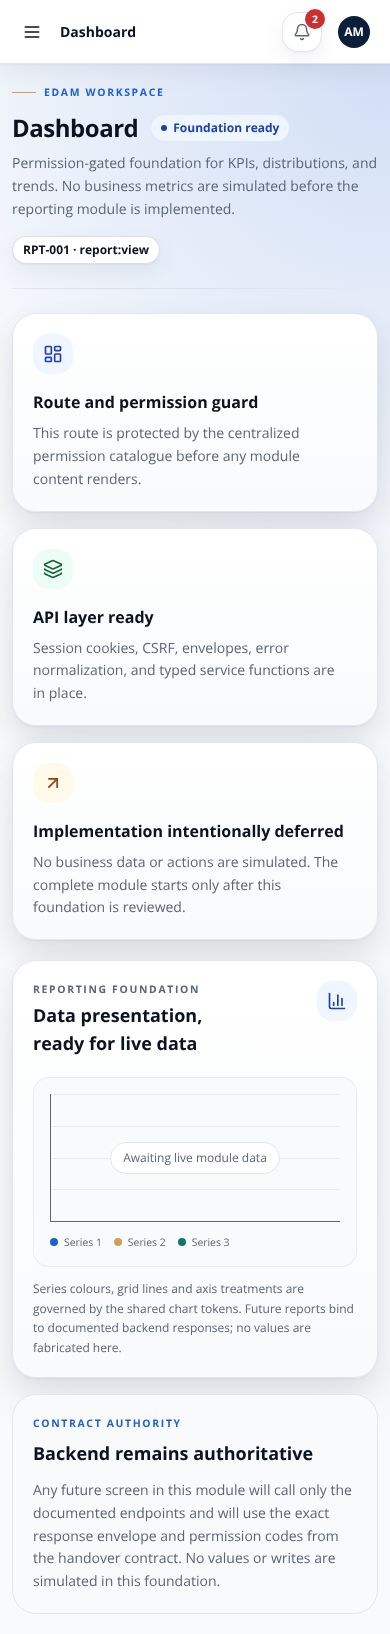 Dashboard
2
AM
EDAM WORKSPACE
Dashboard
Foundation ready
Permission-gated foundation for KPIs, distributions, and
trends. No business metrics are simulated before the
reporting module is implemented.
RPT-001 · report:view
Route and permission guard
This route is protected by the centralized
permission catalogue before any module
content renders.
API layer ready
Session cookies, CSRF, envelopes, error
normalization, and typed service functions are
in place.
Implementation intentionally deferred
No business data or actions are simulated. The
complete module starts only after this
foundation is reviewed.
REPORTING FOUNDATION
Data presentation,
ready for live data
Awaiting live module data
Series 1 Series 2 Series 3
Series colours, grid lines and axis treatments are
governed by the shared chart tokens. Future reports bind
to documented backend responses; no values are
fabricated here.
CONTRACT AUTHORITY
Backend remains authoritative
Any future screen in this module will call only the
documented endpoints and will use the exact
response envelope and permission codes from
the handover contract. No values or writes are
simulated in this foundation.